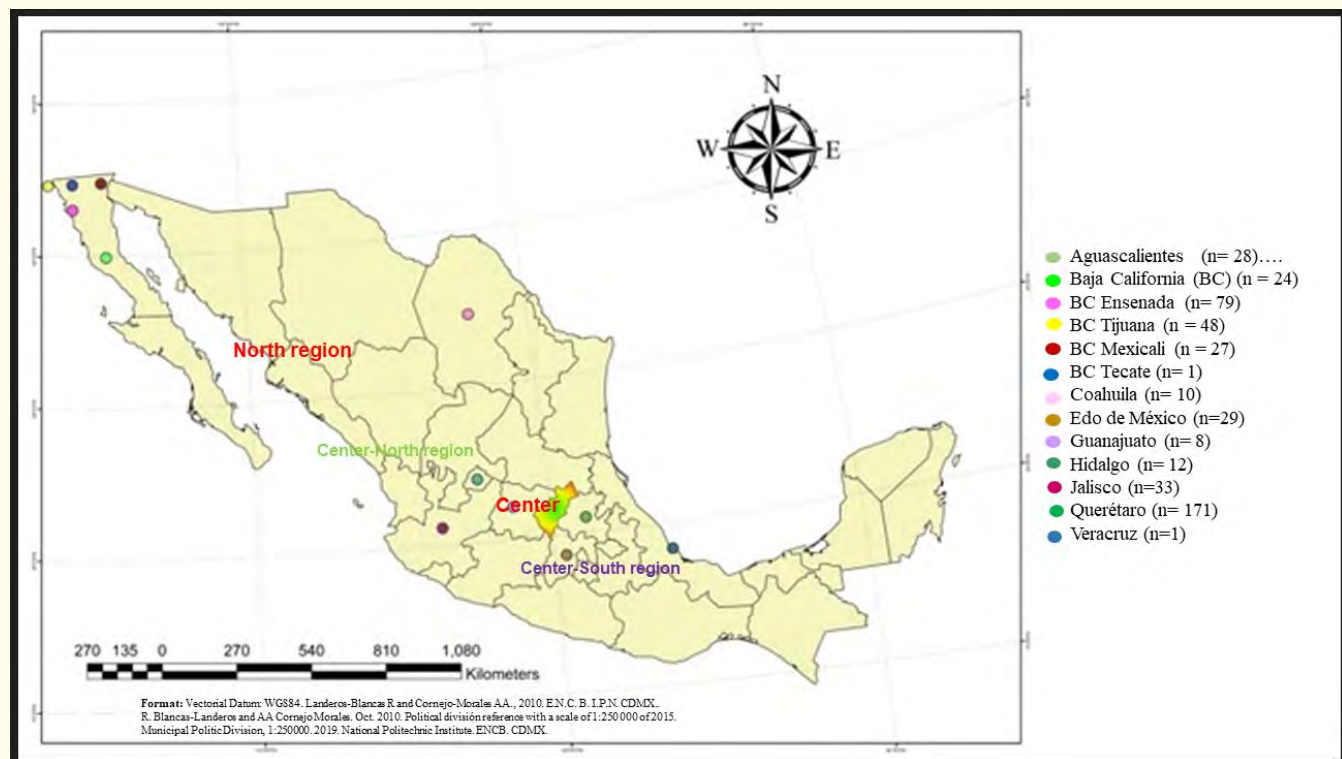 N
W
E
S
North region
Center-North region
Center
Center-South region
Aguascalientes (n= 28)....
Baja California (BC) (n = 24)
BC Ensenada (n= 79)
BC Tijuana (n = 48)
BC Mexicali (n = 27)
BC Tecate (n= 1)
Coahuila (n= 10)
Edo de México (n=29)
Guanajuato (n= 8)
Hidalgo (n= 12)
Jalisco (n=33)
Querétaro (n= 171)
Veracruz (n=1)
270 135 0 270 540 810 1,080
Kilometers
Format: Vectorial Datum: WGS84. Landeros-Blancas R and Cornejo-Morales AA., 2010. E.N.C. B. I.P.N. CDMX..
R. Blancas-Landeros and AA Cornejo Morales. Oct. 2010. Political división reference with a scale of 1:250 000 of 2015.
Municipal Politic Division, 1:250000. 2019. National Politechnic Institute. ENCB. CDMX.